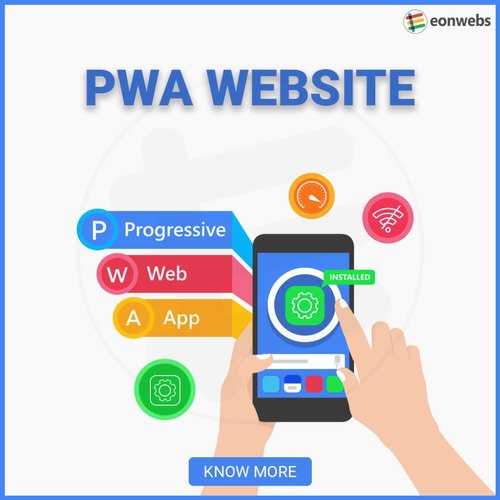 eonwebs
PWA WEBSITE
P Progressive
W Web
A App
INSTALLED
KNOW MORE